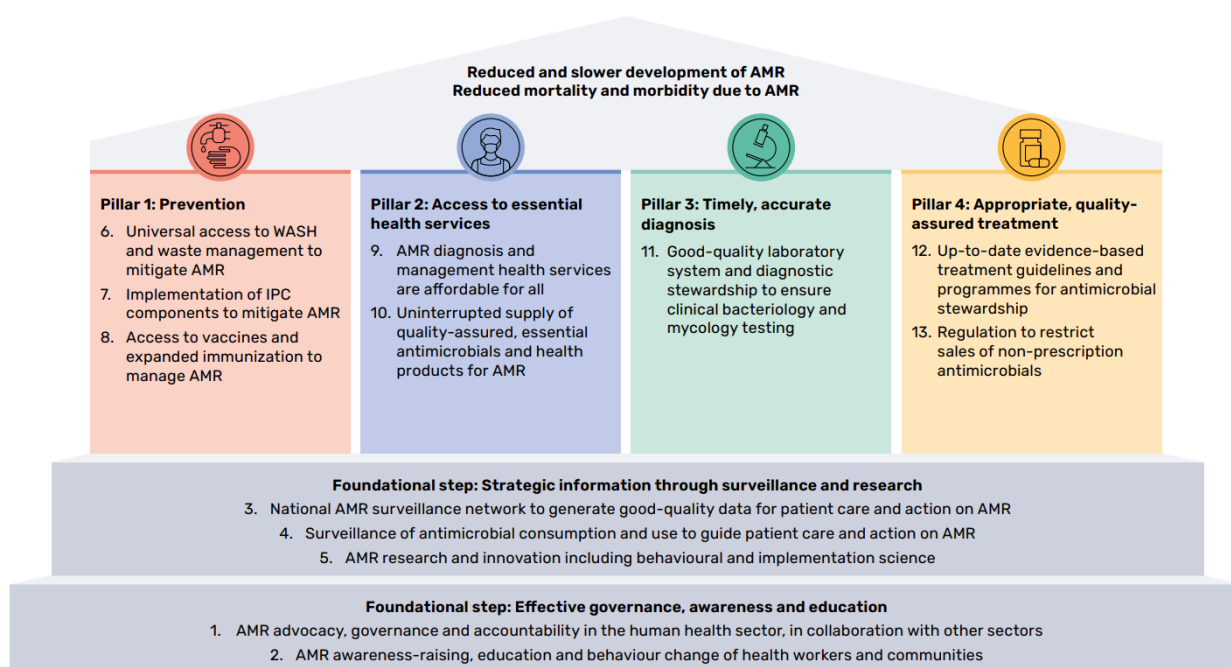 Reduced and slower development of AMR
Reduced mortality and morbidity due to AMR
Pillar 1: Prevention
6. Universal access to WASH
and waste management to
mitigate AMR
7. Implementation of IPC
components to mitigate AMR
8. Access to vaccines and
expanded immunization to
manage AMR
Pillar 2: Access to essential
health services
9. AMR diagnosis and
management health services
are affordable for all
10. Uninterrupted supply of
quality-assured, essential
antimicrobials and health
products for AMR
Pillar 3: Timely, accurate
diagnosis
11. Good-quality laboratory
system and diagnostic
stewardship to ensure
clinical bacteriology and
mycology testing
Pillar 4: Appropriate, quality-
assured treatment
12. Up-to-date evidence-based
treatment guidelines and
programmes for antimicrobial
stewardship
13. Regulation to restrict
sales of non-prescription
antimicrobials
Foundational step: Strategic information through surveillance and research
3. National AMR surveillance network to generate good-quality data for patient care and action on AMR
4. Surveillance of antimicrobial consumption and use to guide patient care and action on AMR
5. AMR research and innovation including behavioural and implementation science
Foundational step: Effective governance, awareness and education
1. AMR advocacy, governance and accountability in the human health sector, in collaboration with other sectors
2. AMR awareness-raising, education and behaviour change of health workers and communities